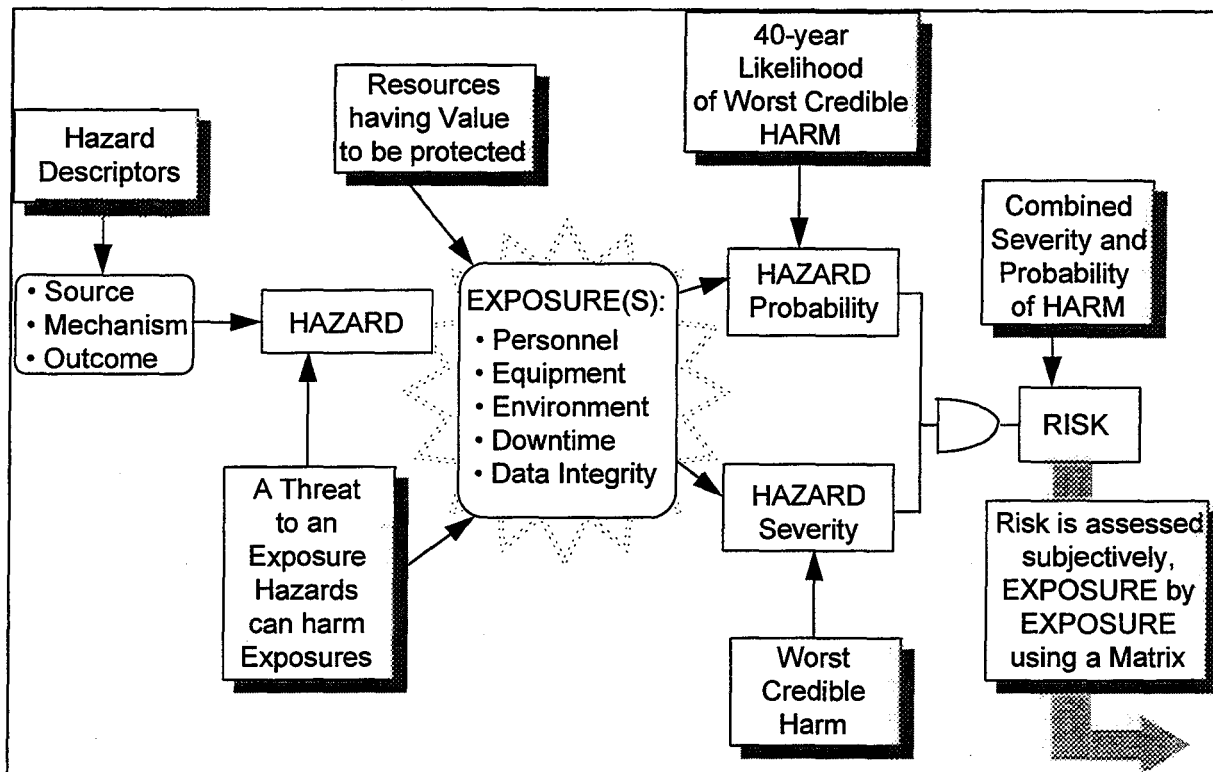 Hazard
Descriptors
Resources
having Value
to be protected
40-year
Likelihood
of Worst Credible
HARM
Combined
Severity and
Probability
of HARM
• Source
• Mechanism
• Outcome
HAZARD
EXPOSURE(S):
• Personnel
• Equipment
• Environment
• Downtime
• Data Integrity
HAZARD
Probability
HAZARD
Severity
RISK
A Threat
to an
Exposure
Hazards
can harm
Exposures
Worst
Credible
Harm
Risk is assessed
subjectively,
EXPOSURE by
EXPOSURE
using a Matrix